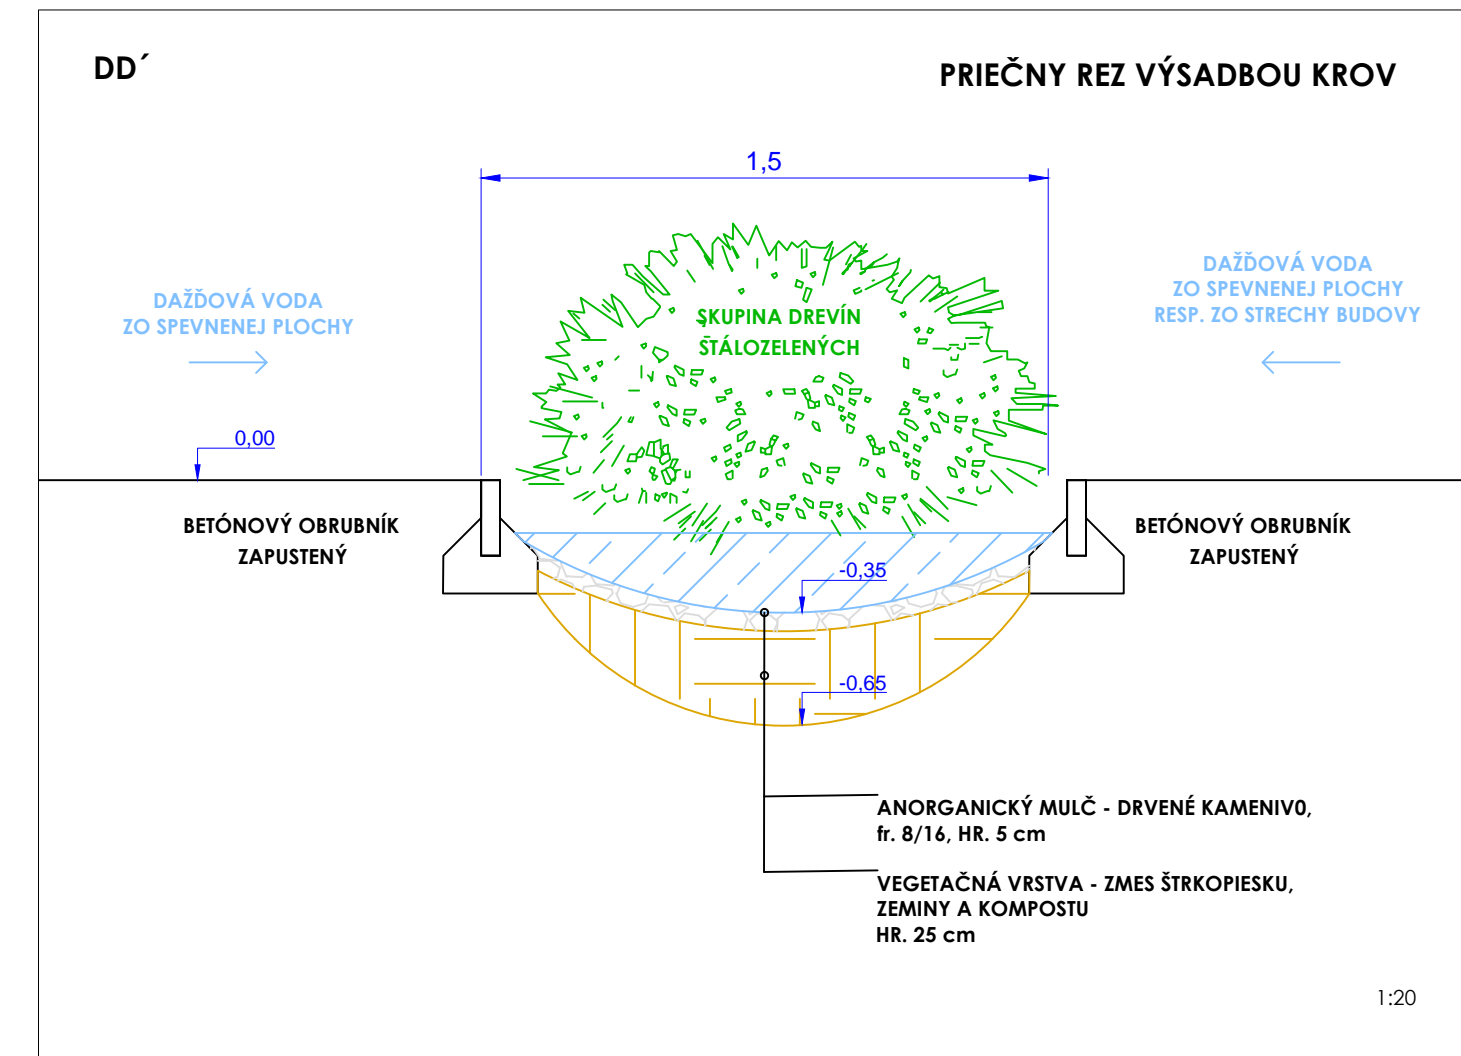 DD´
PRIEČNY REZ VÝSADBOU KROV
1,5
DAŽĎOVÁ VODA
ZO SPEVNENEJ PLOCHY
DAŽĎOVÁ VODA
ZO SPEVNENEJ PLOCHY
RESP. ZO STRECHY BUDOVY
SKUPINA DREVÍN
STÁLOZELENÝCH
0,00
BETÓNOVÝ OBRUBNÍK
ZAPUSTENÝ
BETÓNOVÝ OBRUBNÍK
ZAPUSTENÝ
-0,35
-0,65
ANORGANICKÝ MULČ - DRVENÉ KAMENIV0,
fr. 8/16, HR. 5 cm
VEGETAČNÁ VRSTVA - ZMES ŠTRKOPIESKU,
ZEMINY A KOMPOSTU
HR. 25 cm
1:20